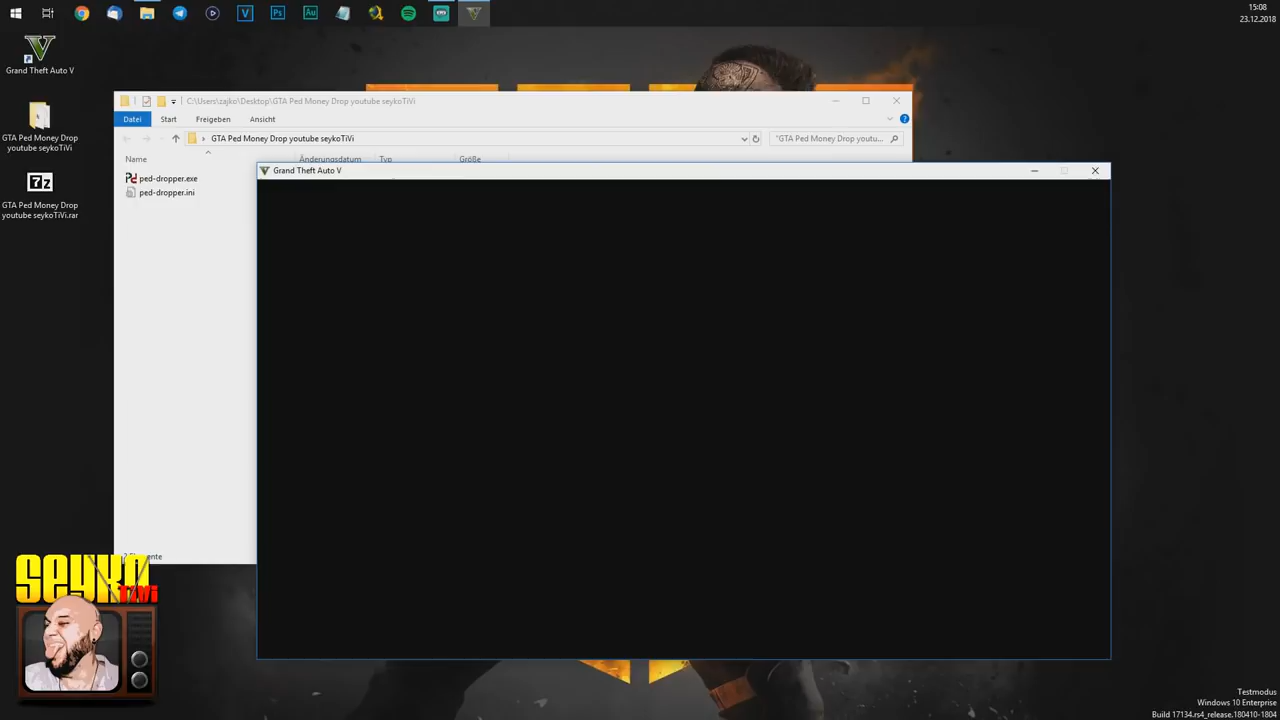 15:08
23.12.2018
Grand Theft Auto V
GTA Ped Money Drop
youtube seykoTiVi
7z
GTA Ped Money Drop
youtube seykoTiVi.rar
C:\Users\zajko\Desktop\GTA Ped Money Drop youtube seykoTiVi
Datei Start Freigeben Ansicht
GTA Ped Money Drop youtube seykoTiVi
"GTA Ped Money Drop youtu...
Name Änderungsdatum Typ Größe
ped-dropper.exe
ped-dropper.ini
Grand Theft Auto V
SEYKO
TiVi
Testmodus
Windows 10 Enterprise
Build 17134.rs4_release.180410-1804